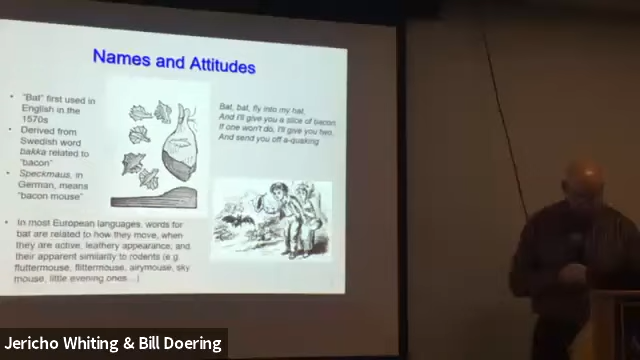 Names and Attitudes
• "Bat" first used in
English in the
1570s
• Derived from
Swedish word
bakka related to
"bacon"
• Speckmaus, in
German, means
"bacon mouse"
Bat, bat, fly into my hat,
And I'll give you a slice of bacon
If one won't do, I'll give you two,
And send you off a-quaking
• In most European languages, words for
bat are related to how they move, when
they are active, leathery appearance, and
their apparent similarity to rodents (e.g.
fluttermouse, flittermouse, airymouse, sky
mouse, little evening ones…)
Jericho Whiting & Bill Doering